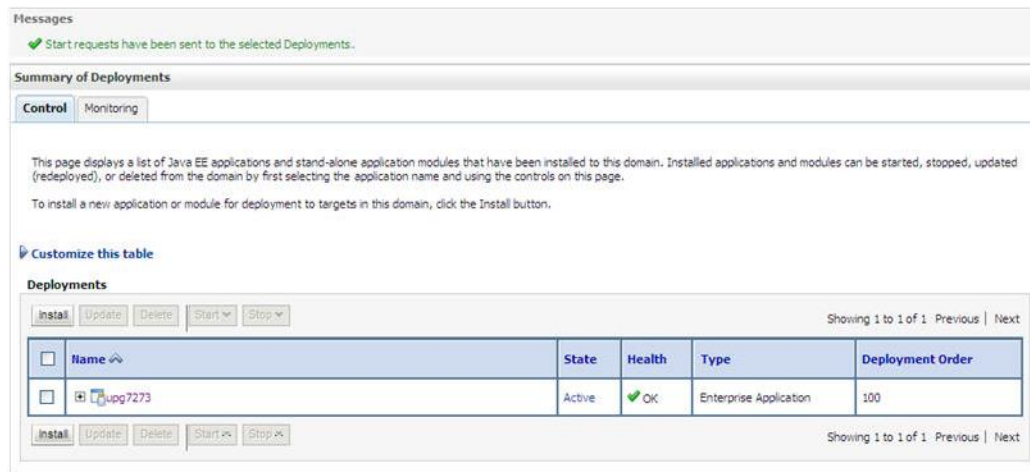 Messages
Start requests have been sent to the selected Deployments.
Summary of Deployments
Control Monitoring
This page displays a list of Java EE applications and stand-alone application modules that have been installed to this domain. Installed applications and modules can be started, stopped, updated
(redeployed), or deleted from the domain by first selecting the application name and using the controls on this page.
To install a new application or module for deployment to targets in this domain, click the Install button.
Customize this table
Deployments
Install Update Delete Start Stop Showing 1 to 1 of 1 Previous | Next
Name State Health Type Deployment Order
upg7273 Active OK Enterprise Application 100
Install Update Delete Start Stop Showing 1 to 1 of 1 Previous | Next